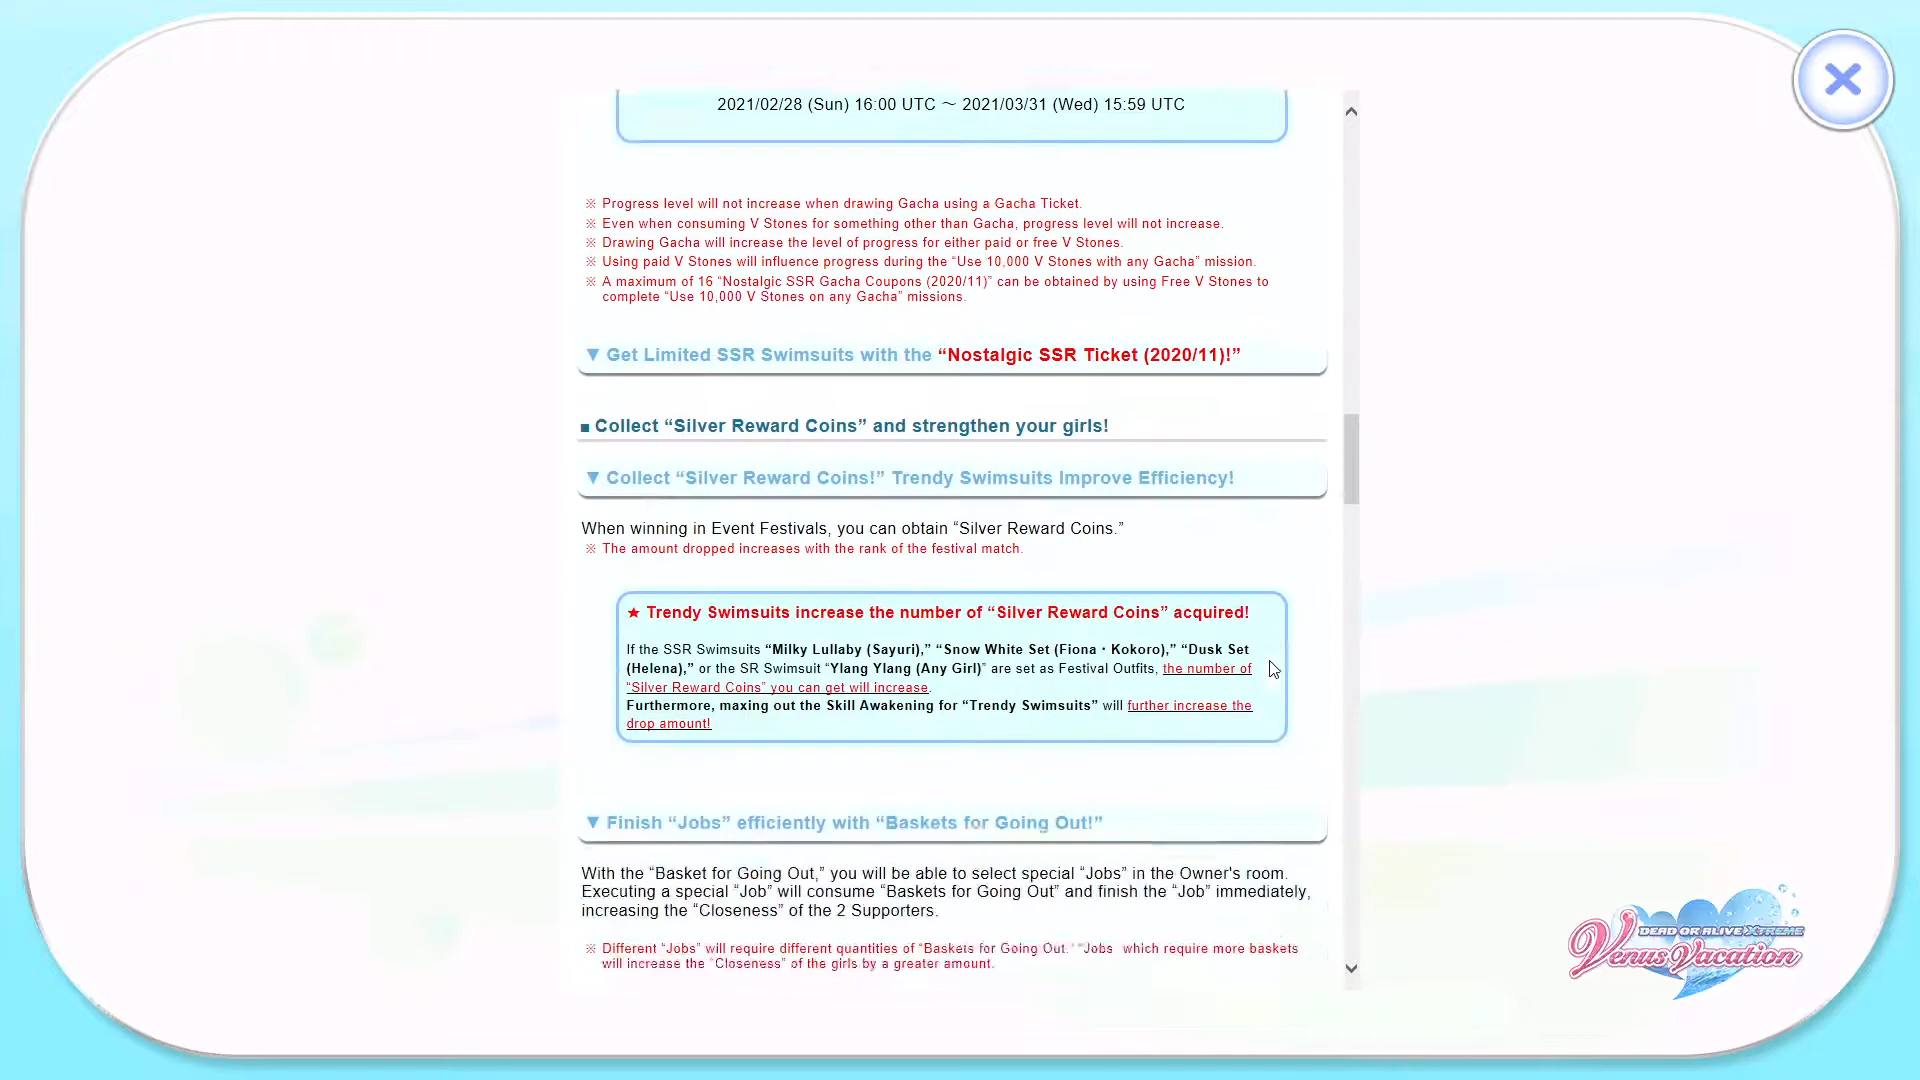 2021/02/28 (Sun) 16:00 UTC ～ 2021/03/31 (Wed) 15:59 UTC
※ Progress level will not increase when drawing Gacha using a Gacha Ticket.
※ Even when consuming V Stones for something other than Gacha, progress level will not increase.
※ Drawing Gacha will increase the level of progress for either paid or free V Stones.
※ Using paid V Stones will influence progress during the “Use 10,000 V Stones with any Gacha” mission.
※ A maximum of 16 “Nostalgic SSR Gacha Coupons (2020/11)” can be obtained by using Free V Stones to
complete “Use 10,000 V Stones on any Gacha” missions.
▼ Get Limited SSR Swimsuits with the “Nostalgic SSR Ticket (2020/11)!”
■ Collect “Silver Reward Coins” and strengthen your girls!
▼ Collect “Silver Reward Coins!” Trendy Swimsuits Improve Efficiency!
When winning in Event Festivals, you can obtain “Silver Reward Coins.”
※ The amount dropped increases with the rank of the festival match.
★ Trendy Swimsuits increase the number of “Silver Reward Coins” acquired!
If the SSR Swimsuits “Milky Lullaby (Sayuri),” “Snow White Set (Fiona・Kokoro),” “Dusk Set
(Helena),” or the SR Swimsuit “Ylang Ylang (Any Girl)” are set as Festival Outfits, the number of
“Silver Reward Coins” you can get will increase.
Furthermore, maxing out the Skill Awakening for “Trendy Swimsuits” will further increase the
drop amount!
▼ Finish “Jobs” efficiently with “Baskets for Going Out!”
With the “Basket for Going Out,” you will be able to select special “Jobs” in the Owner's room.
Executing a special “Job” will consume “Baskets for Going Out” and finish the “Job” immediately,
increasing the “Closeness” of the 2 Supporters.
※ Different “Jobs” will require different quantities of “Baskets for Going Out.” “Jobs” which require more baskets
will increase the “Closeness” of the girls by a greater amount.
DEAD OR ALIVE XTREME
Venus Vacation